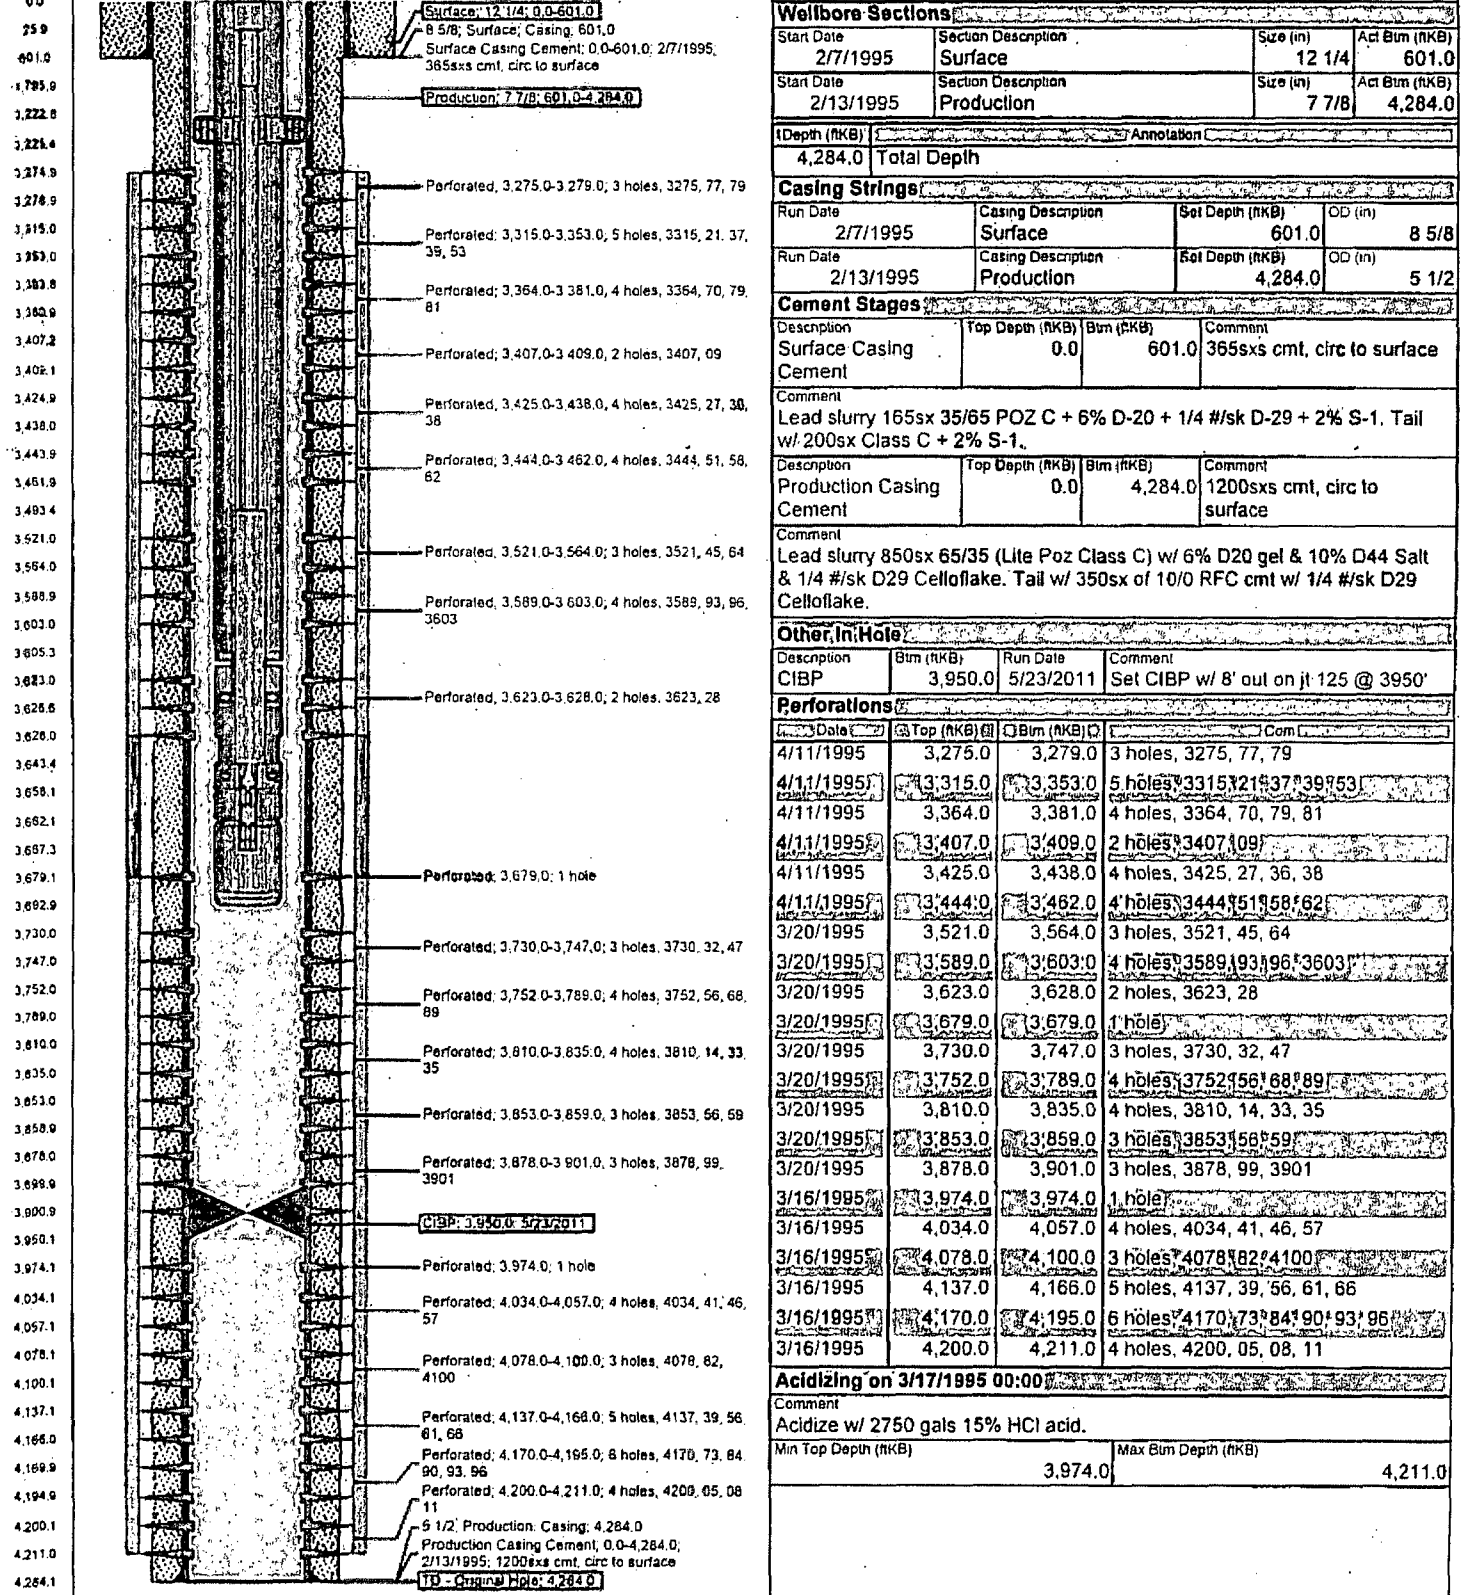 0.0
25.9
601.0
1,795.9
3,222.8
3,225.4
3,274.9
3,278.9
3,315.0
3,353.0
3,363.8
3,380.9
3,407.2
3,409.1
3,424.9
3,438.0
3,443.9
3,461.9
3,493.4
3,521.0
3,564.0
3,588.9
3,603.0
3,605.3
3,623.0
3,626.6
3,628.0
3,643.4
3,658.1
3,662.1
3,667.3
3,679.1
3,692.9
3,730.0
3,747.0
3,752.0
3,789.0
3,810.0
3,835.0
3,853.0
3,858.9
3,878.0
3,899.9
3,900.9
3,950.1
3,974.1
4,034.1
4,057.1
4,078.1
4,100.1
4,137.1
4,166.0
4,169.9
4,194.9
4,200.1
4,211.0
4,284.1
Surface; 12 1/4; 0.0-601.0
8 5/8; Surface; Casing; 601.0
Surface Casing Cement; 0.0-601.0; 2/7/1995;
365sxs cmt, circ to surface
Production; 7 7/8; 601.0-4,284.0
Perforated; 3,275.0-3,279.0; 3 holes, 3275, 77, 79
Perforated; 3,315.0-3,353.0; 5 holes, 3315, 21, 37,
39, 53
Perforated; 3,364.0-3,381.0, 4 holes, 3364, 70, 79,
81
Perforated; 3,407.0-3,409.0, 2 holes, 3407, 09
Perforated, 3,425.0-3,438.0, 4 holes, 3425, 27, 36,
38
Perforated; 3,444.0-3,462.0, 4 holes, 3444, 51, 58,
62
Perforated, 3,521.0-3,564.0; 3 holes, 3521, 45, 64
Perforated, 3,589.0-3,603.0; 4 holes, 3589, 93, 96,
3603
Perforated, 3,623.0-3,628.0; 2 holes, 3623, 28
Perforated; 3,679.0; 1 hole
Perforated; 3,730.0-3,747.0; 3 holes, 3730, 32, 47
Perforated; 3,752.0-3,789.0; 4 holes, 3752, 56, 68,
89
Perforated; 3,810.0-3,835.0, 4 holes, 3810, 14, 33,
35
Perforated; 3,853.0-3,859.0, 3 holes, 3853, 56, 59
Perforated; 3,878.0-3,901.0, 3 holes, 3878, 99,
3901
CIBP; 3,950.0; 5/23/2011
Perforated; 3,974.0; 1 hole
Perforated; 4,034.0-4,057.0; 4 holes, 4034, 41, 46,
57
Perforated; 4,078.0-4,100.0; 3 holes, 4078, 82,
4100
Perforated; 4,137.0-4,166.0; 5 holes, 4137, 39, 56
61, 66
Perforated; 4,170.0-4,195.0; 6 holes, 4170, 73, 84
90, 93, 96
Perforated; 4,200.0-4,211.0; 4 holes, 4200, 05, 08
11
5 1/2; Production; Casing; 4,284.0
Production Casing Cement; 0.0-4,284.0;
2/13/1995; 1200sxs cmt, circ to surface
TD - Original Hole; 4,284.0
Wellbore Sections
Start Date Section Description Size (in) Act Btm (ftKB)
2/7/1995 Surface 12 1/4 601.0
Start Date Section Description Size (in) Act Btm (ftKB)
2/13/1995 Production 7 7/8 4,284.0
tDepth (ftKB) Annotation
4,284.0 Total Depth
Casing Strings
Run Date Casing Description Set Depth (ftKB) OD (in)
2/7/1995 Surface 601.0 8 5/8
Run Date Casing Description Set Depth (ftKB) OD (in)
2/13/1995 Production 4,284.0 5 1/2
Cement Stages
Description Top Depth (ftKB) Btm (ftKB) Comment
Surface Casing 0.0 601.0 365sxs cmt, circ to surface
Cement
Comment
Lead slurry 165sx 35/65 POZ C + 6% D-20 + 1/4 #/sk D-29 + 2% S-1. Tail
w/ 200sx Class C + 2% S-1.
Description Top Depth (ftKB) Btm (ftKB) Comment
Production Casing 0.0 4,284.0 1200sxs cmt, circ to
Cement surface
Comment
Lead slurry 850sx 65/35 (Lite Poz Class C) w/ 6% D20 gel & 10% D44 Salt
& 1/4 #/sk D29 Celloflake. Tail w/ 350sx of 10/0 RFC cmt w/ 1/4 #/sk D29
Celloflake.
Other In Hole
Description Btm (ftKB) Run Date Comment
CIBP 3,950.0 5/23/2011 Set CIBP w/ 8' out on jt 125 @ 3950'
Perforations
Date Top (ftKB) Btm (ftKB) Com
4/11/1995 3,275.0 3,279.0 3 holes, 3275, 77, 79
4/11/1995 3,315.0 3,353.0 5 holes, 3315, 21, 37, 39, 53
4/11/1995 3,364.0 3,381.0 4 holes, 3364, 70, 79, 81
4/11/1995 3,407.0 3,409.0 2 holes, 3407, 09
4/11/1995 3,425.0 3,438.0 4 holes, 3425, 27, 36, 38
4/11/1995 3,444.0 3,462.0 4 holes, 3444, 51, 58, 62
3/20/1995 3,521.0 3,564.0 3 holes, 3521, 45, 64
3/20/1995 3,589.0 3,603.0 4 holes, 3589, 93, 96, 3603
3/20/1995 3,623.0 3,628.0 2 holes, 3623, 28
3/20/1995 3,679.0 3,679.0 1 hole
3/20/1995 3,730.0 3,747.0 3 holes, 3730, 32, 47
3/20/1995 3,752.0 3,789.0 4 holes, 3752, 56, 68, 89
3/20/1995 3,810.0 3,835.0 4 holes, 3810, 14, 33, 35
3/20/1995 3,853.0 3,859.0 3 holes, 3853, 56, 59
3/20/1995 3,878.0 3,901.0 3 holes, 3878, 99, 3901
3/16/1995 3,974.0 3,974.0 1 hole
3/16/1995 4,034.0 4,057.0 4 holes, 4034, 41, 46, 57
3/16/1995 4,078.0 4,100.0 3 holes, 4078, 82, 4100
3/16/1995 4,137.0 4,166.0 5 holes, 4137, 39, 56, 61, 66
3/16/1995 4,170.0 4,195.0 6 holes, 4170, 73, 84, 90, 93, 96
3/16/1995 4,200.0 4,211.0 4 holes, 4200, 05, 08, 11
Acidizing on 3/17/1995 00:00
Comment
Acidize w/ 2750 gals 15% HCl acid.
Min Top Depth (ftKB) Max Btm Depth (ftKB)
3,974.0 4,211.0